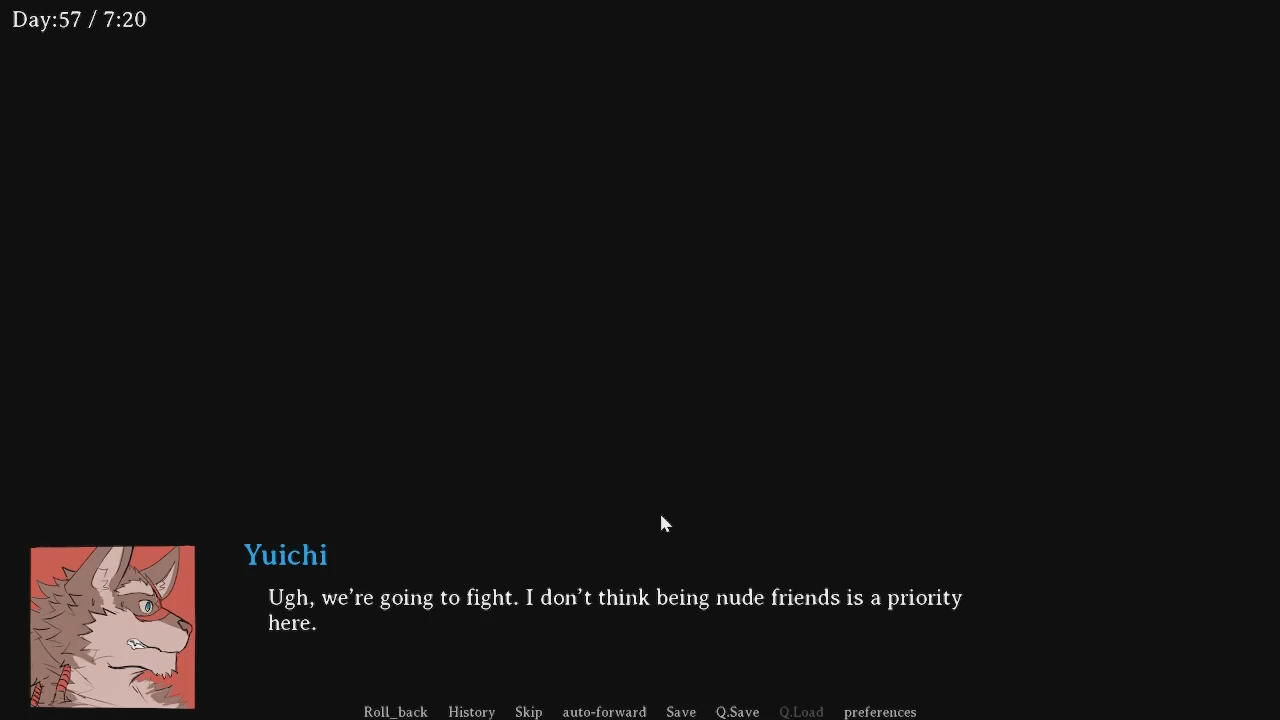 Day:57 / 7:20
Yuichi
Ugh, we're going to fight. I don't think being nude friends is a priority
here.
Roll_back History Skip auto-forward Save Q.Save Q.Load preferences